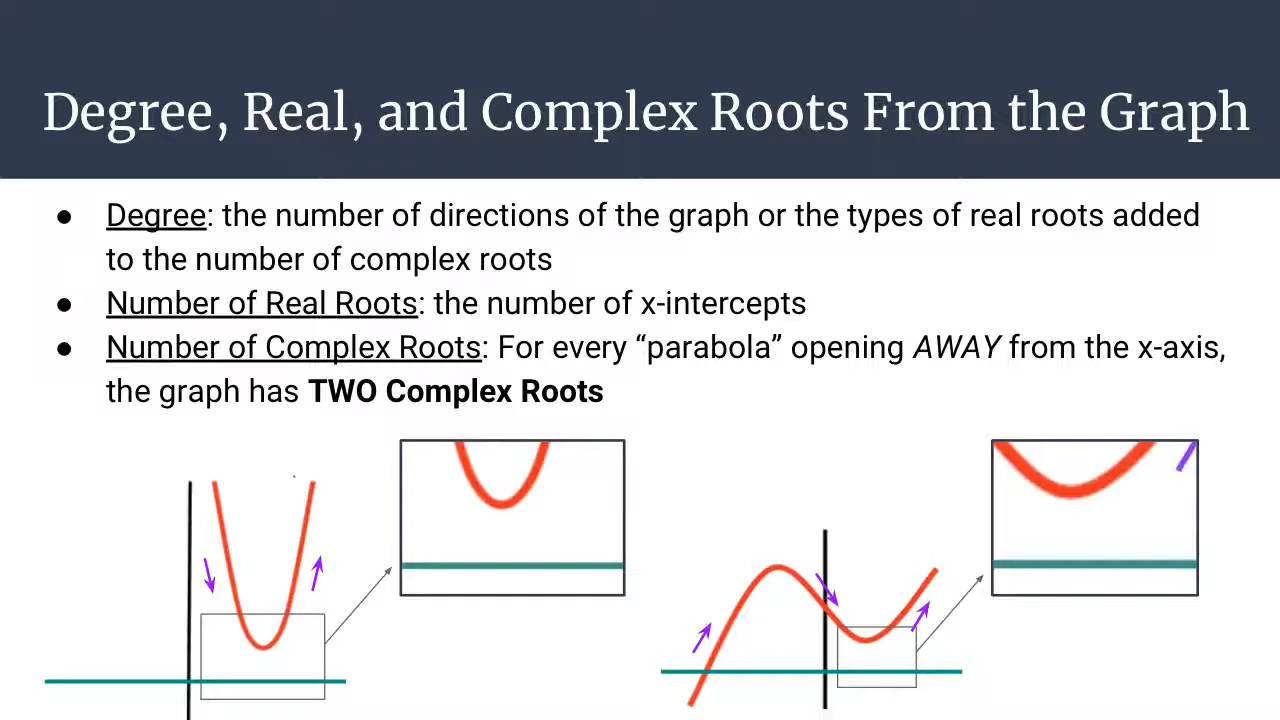 Degree, Real, and Complex Roots From the Graph
● Degree: the number of directions of the graph or the types of real roots added
to the number of complex roots
● Number of Real Roots: the number of x-intercepts
● Number of Complex Roots: For every “parabola” opening AWAY from the x-axis,
the graph has TWO Complex Roots